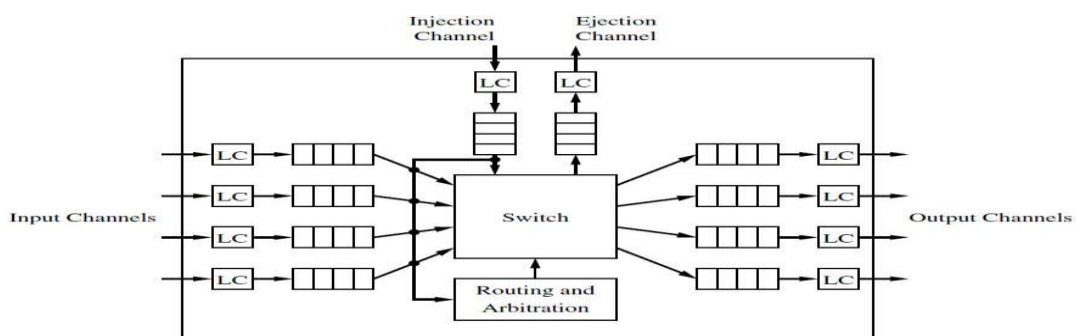 Injection Ejection
Channel Channel
LC LC
LC LC
LC LC
Input Channels Switch Output Channels
LC LC
LC LC
Routing and
Arbitration